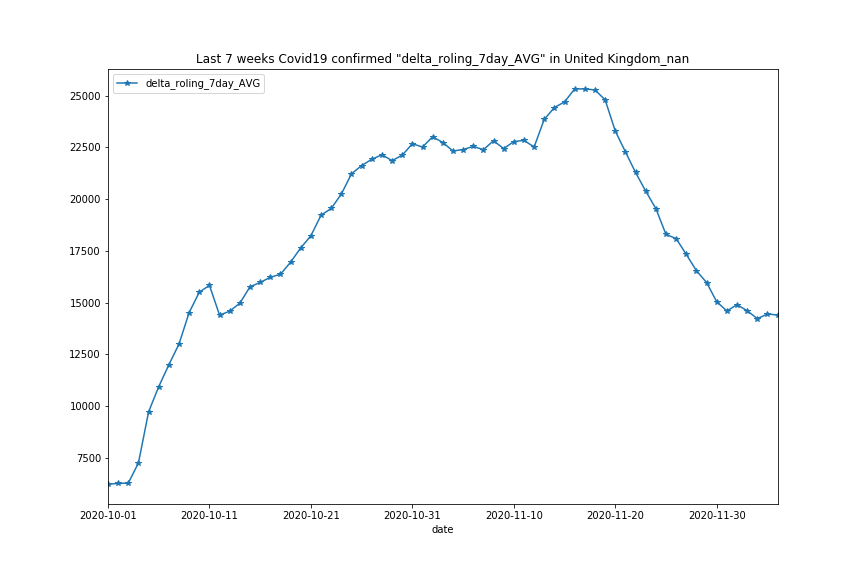 Last 7 weeks Covid19 confirmed "delta_roling_7day_AVG" in United Kingdom_nan
delta_roling_7day_AVG
25000
22500
20000
17500
15000
12500
10000
7500
2020-10-01 2020-10-11 2020-10-21 2020-10-31 2020-11-10 2020-11-20 2020-11-30
date